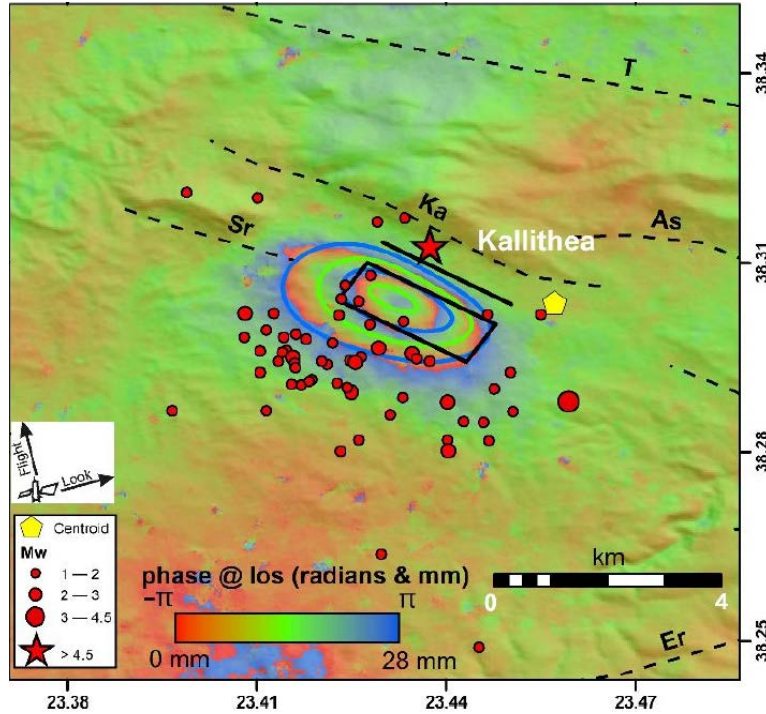 T
38.34
Ka
As
Sr
Kallithea
38.31
38.28
Flight
Look
Centroid
Mw
1 — 2
2 — 3
3 — 4.5
> 4.5
phase @ los (radians & mm)
–π π
0 mm 28 mm
km
0 4
Er
38.25
23.38 23.41 23.44 23.47